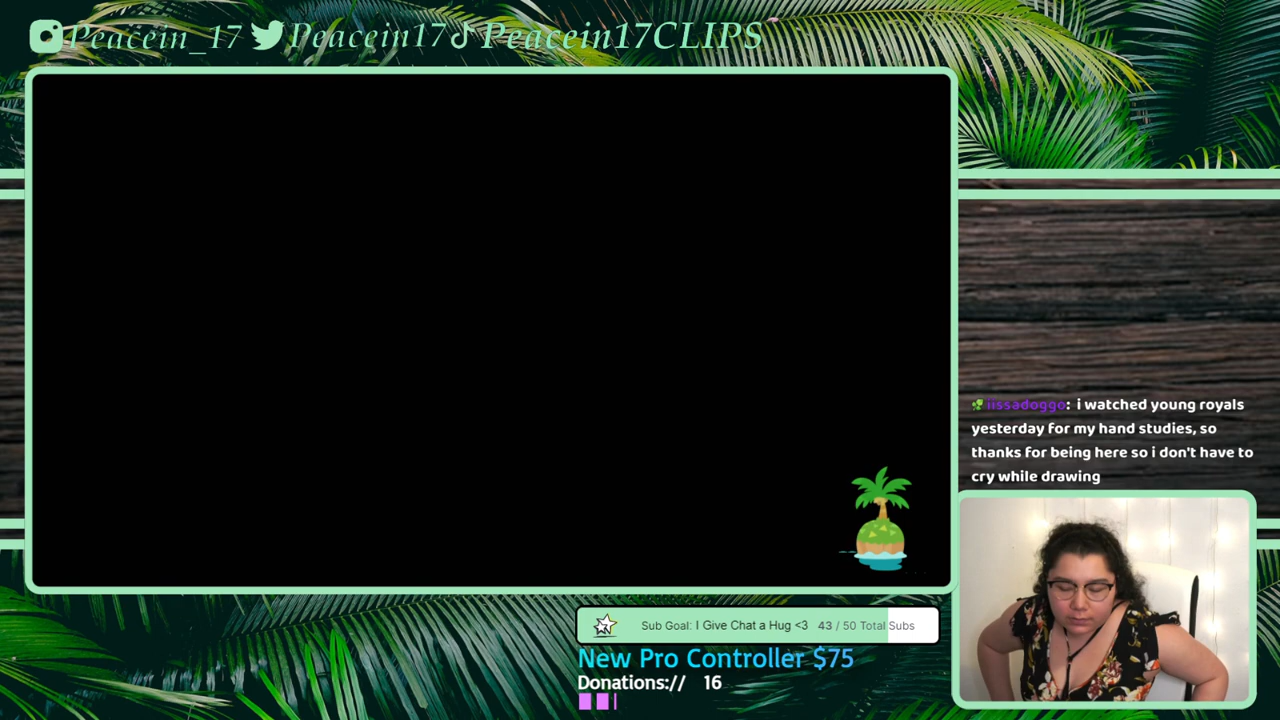 Peacein_17 Peacein17 Peacein17CLIPS
iissadoggo: i watched young royals
yesterday for my hand studies, so
thanks for being here so i don't have to
cry while drawing
Sub Goal: I Give Chat a Hug <3 43 / 50 Total Subs
New Pro Controller $75
Donations:// 16